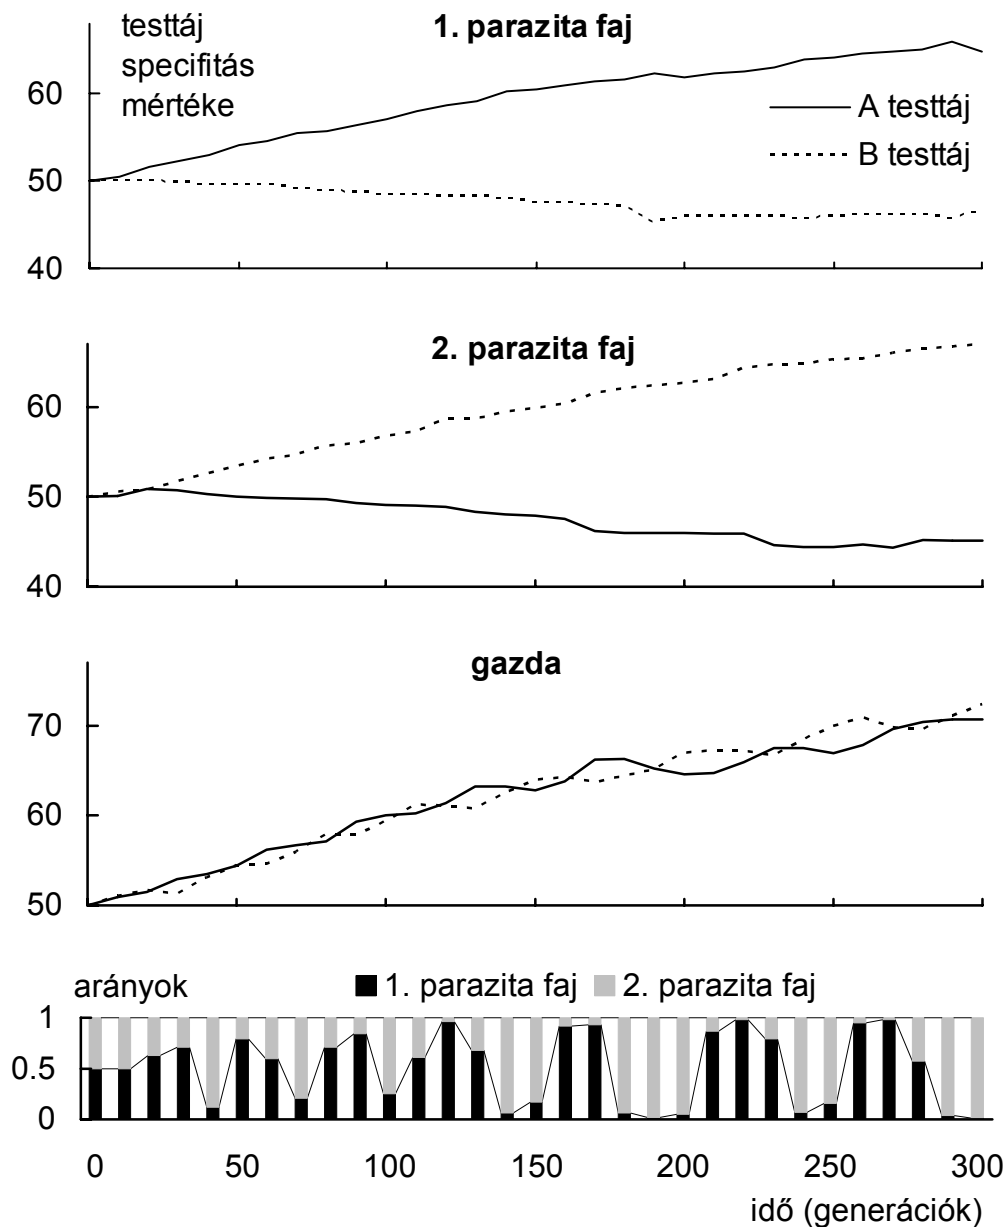 testtáj
specifitás
mértéke
1. parazita faj
A testtáj
B testtáj
60
50
40
2. parazita faj
60
50
40
gazda
70
60
50
arányok
1. parazita faj 2. parazita faj
1
0.5
0
0 50 100 150 200 250 300
idő (generációk)